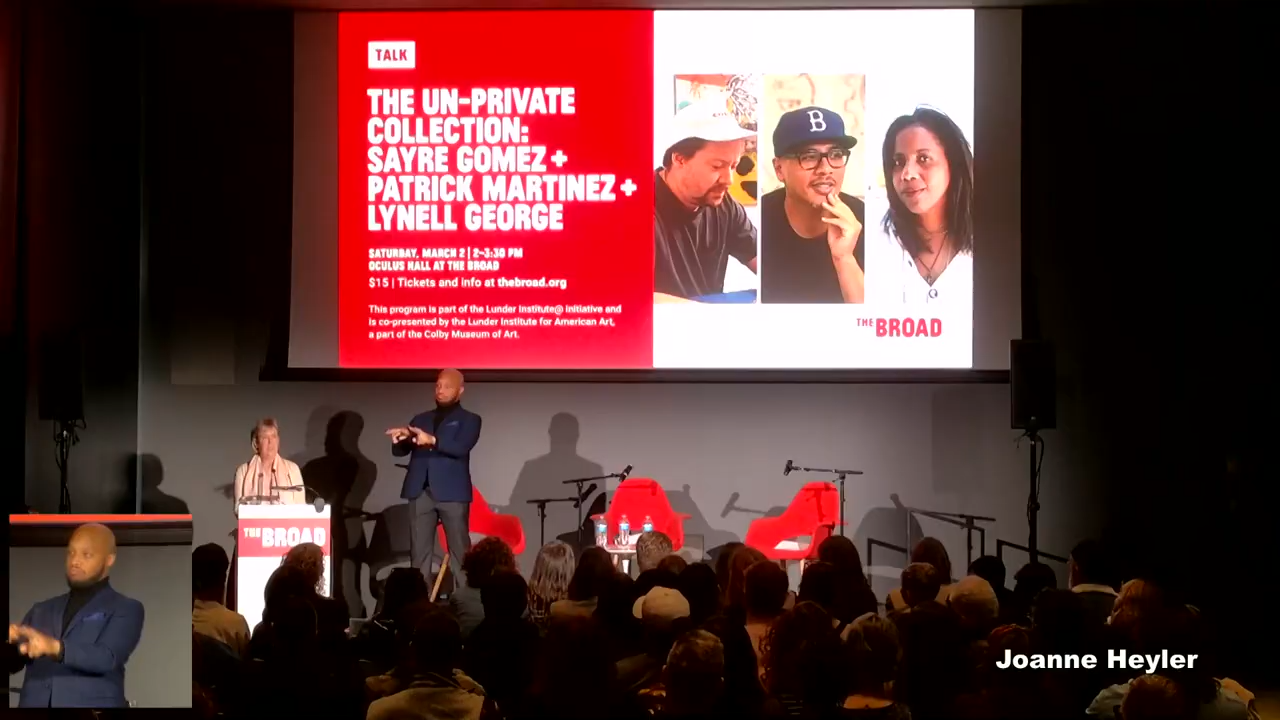 TALK
THE UN-PRIVATE
COLLECTION:
SAYRE GOMEZ +
PATRICK MARTINEZ +
LYNELL GEORGE
SATURDAY, MARCH 2 | 2–3:30 PM
OCULUS HALL AT THE BROAD
$15 | Tickets and info at thebroad.org
This program is part of the Lunder Institute@ initiative and
is co-presented by the Lunder Institute for American Art,
a part of the Colby Museum of Art.
B
THE BROAD
THE BROAD
Joanne Heyler